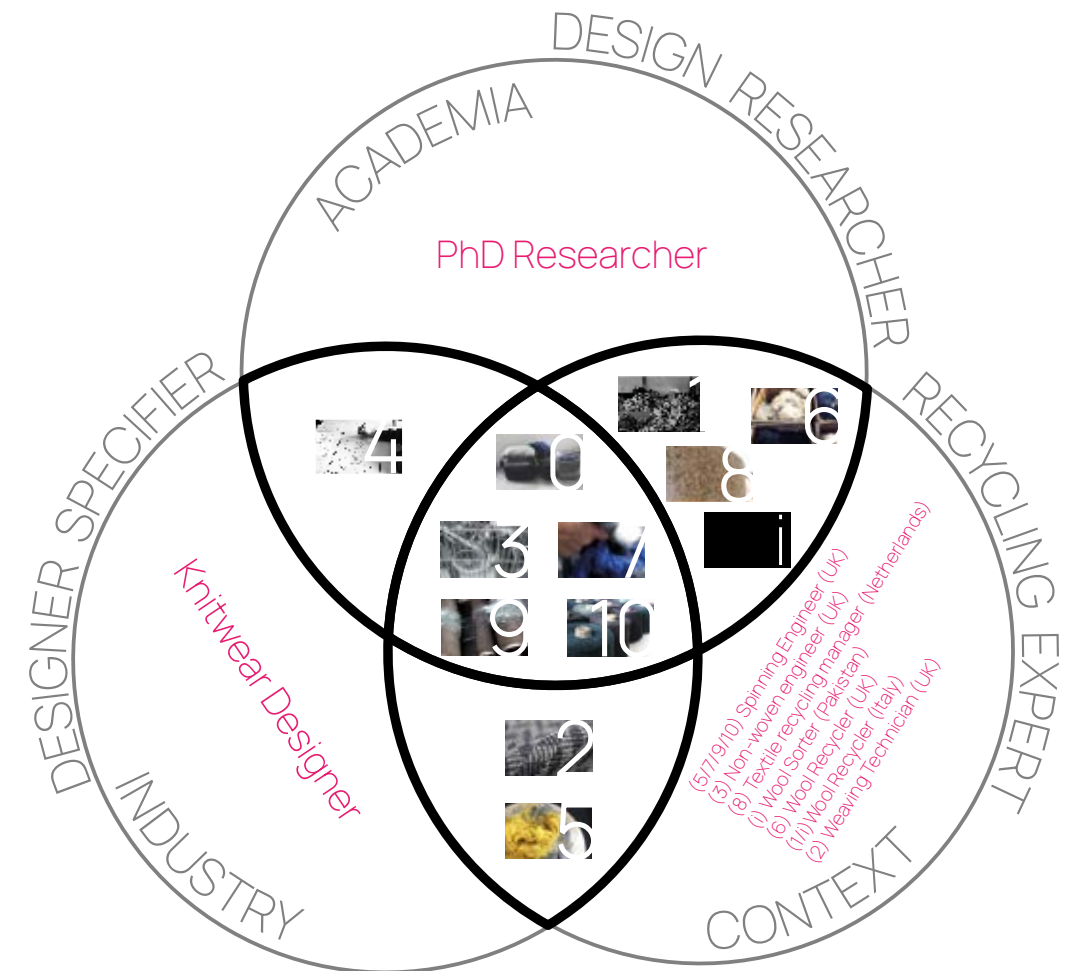 DESIGN RESEARCHER
ACADEMIA
PhD Researcher
DESIGNER SPECIFIER
RECYCLING EXPERT
1
6
4
0
8
i
3
7
9
10
Knitwear Designer
(5/7/9/10) Spinning Engineer (UK)
(3) Non-woven engineer (UK)
(8) Textile recycling manager (Netherlands)
(i) Wool Sorter (Pakistan)
(6) Wool Recycler (UK)
(1/i) Wool Recycler (Italy)
(2) Weaving Technician (UK)
2
5
INDUSTRY
CONTEXT